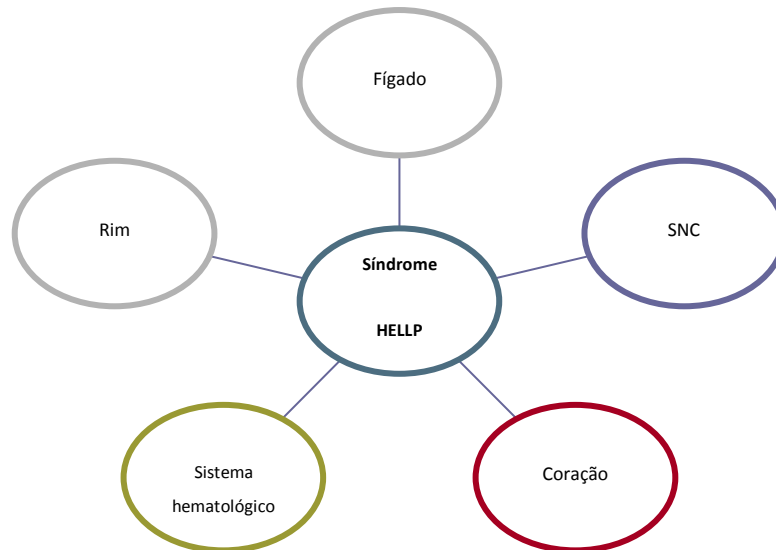 Fígado
Rim
SNC
Síndrome
HELLP
Sistema
hematológico
Coração